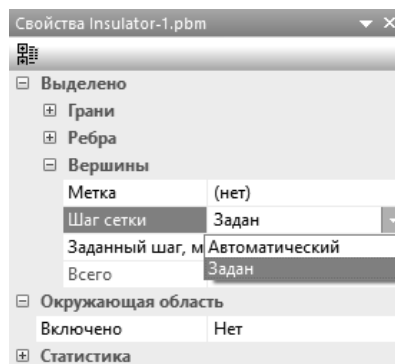 Свойства Insulator-1.pbm
Выделено
Грани
Ребра
Вершины
Метка (нет)
Шаг сетки Задан
Заданный шаг, м Автоматический
Всего Задан
Окружающая область
Включено Нет
Статистика